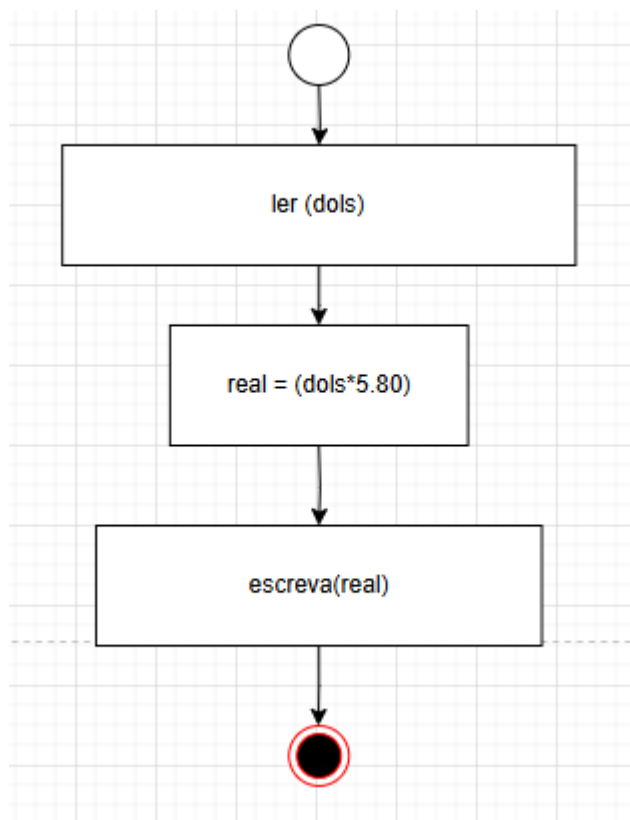 ler (dols)
real = (dols*5.80)
escreva(real)